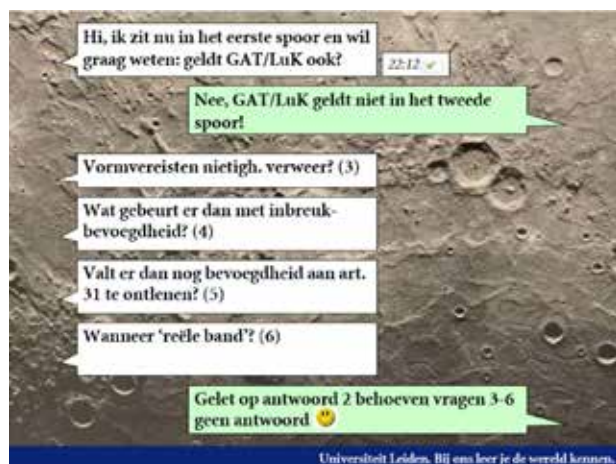 Hi, ik zit nu in het eerste spoor en wil
graag weten: geldt GAT/LuK ook?
22:12
Nee, GAT/LuK geldt niet in het tweede
spoor!
Vormvereisten nietigh. verweer? (3)
Wat gebeurt er dan met inbreuk-
bevoegdheid? (4)
Valt er dan nog bevoegdheid aan art.
31 te ontlenen? (5)
Wanneer ‘reële band’? (6)
Gelet op antwoord 2 behoeven vragen 3-6
geen antwoord
Universiteit Leiden. Bij ons leer je de wereld kennen.